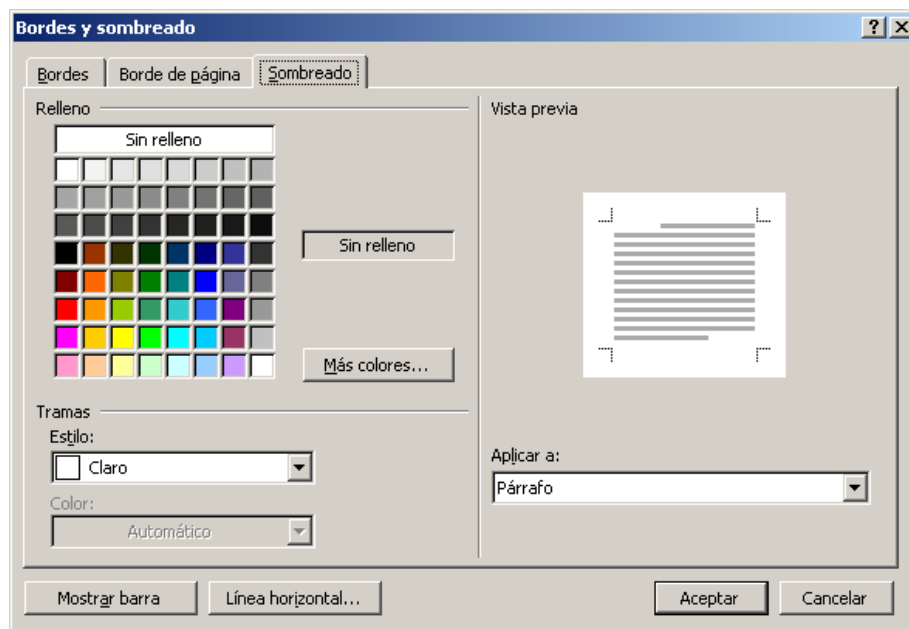 Bordes y sombreado
Bordes
Borde de página
Sombreado
Relleno
Sin relleno
Sin relleno
Más colores...
Tramas
Estilo:
Claro
Color:
Automático
Vista previa
Aplicar a:
Párrafo
Mostrar barra
Línea horizontal...
Aceptar
Cancelar